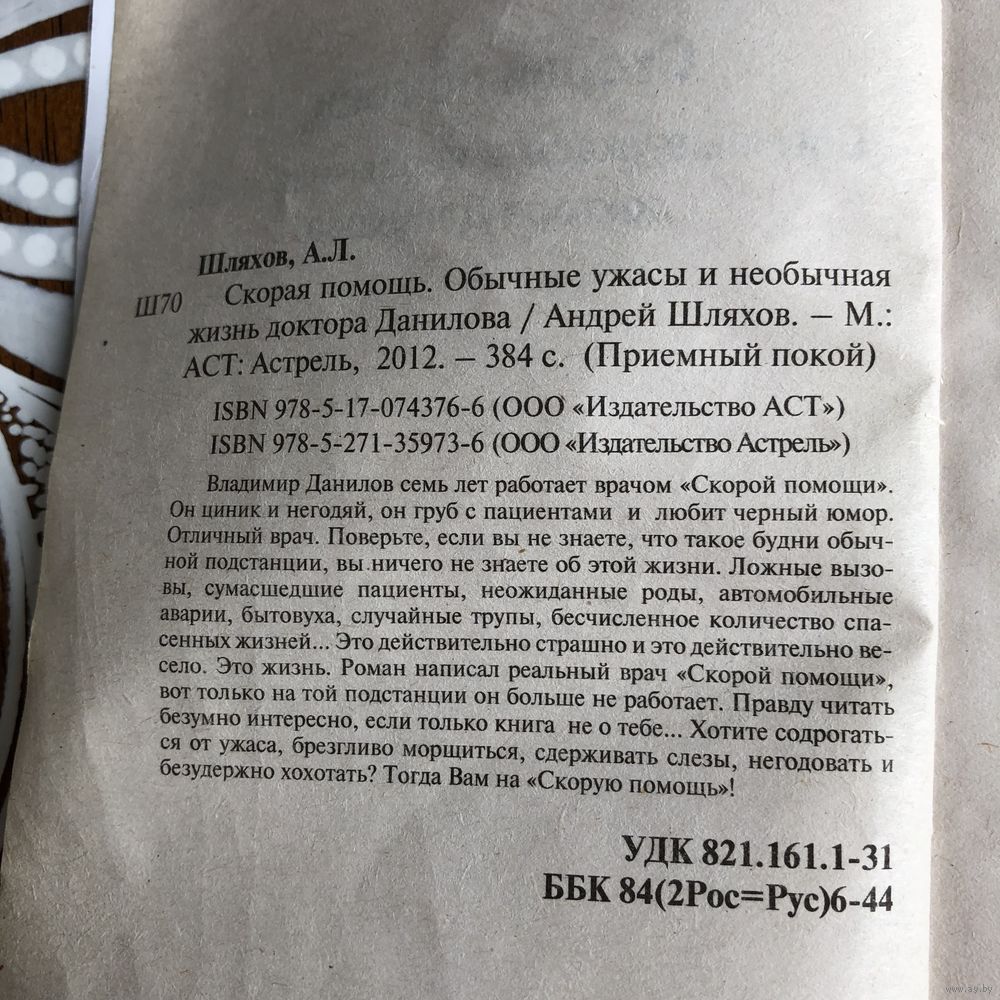 Шляхов, А.Л.
Ш70 Скорая помощь. Обычные ужасы и необычная
жизнь доктора Данилова / Андрей Шляхов. – М.:
АСТ: Астрель, 2012. – 384 с. (Приемный покой)
ISBN 978-5-17-074376-6 (ООО «Издательство АСТ»)
ISBN 978-5-271-35973-6 (ООО «Издательство Астрель»)
Владимир Данилов семь лет работает врачом «Скорой помощи».
Он циник и негодяй, он груб с пациентами и любит черный юмор.
Отличный врач. Поверьте, если вы не знаете, что такое будни обыч-
ной подстанции, вы ничего не знаете об этой жизни. Ложные вызо-
вы, сумасшедшие пациенты, неожиданные роды, автомобильные
аварии, бытовуха, случайные трупы, бесчисленное количество спа-
сенных жизней... Это действительно страшно и это действительно ве-
село. Это жизнь. Роман написал реальный врач «Скорой помощи»,
вот только на той подстанции он больше не работает. Правду читать
безумно интересно, если только книга не о тебе... Хотите содрогать-
ся от ужаса, брезгливо морщиться, сдерживать слезы, негодовать и
безудержно хохотать? Тогда Вам на «Скорую помощь»!
УДК 821.161.1-31
ББК 84(2Рос=Рус)6-44
www.ay.by